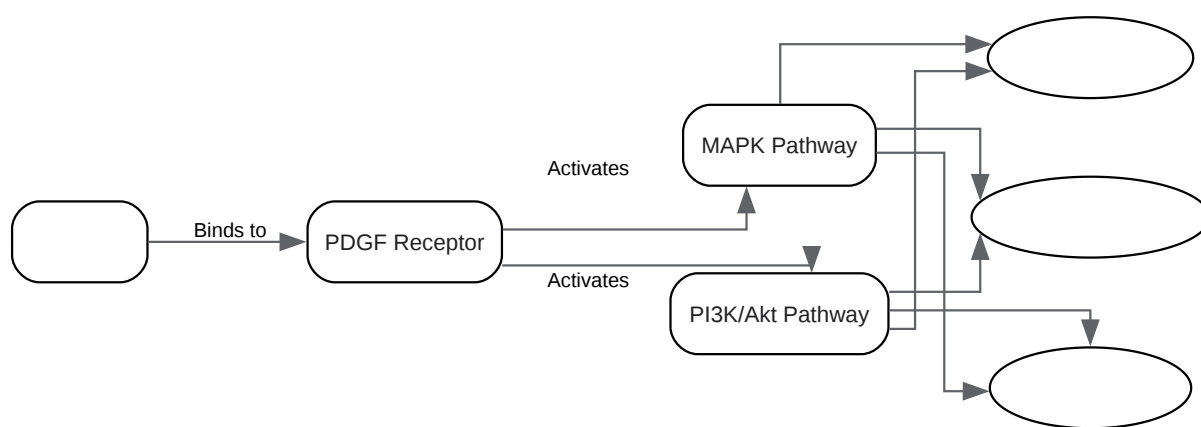 Binds to
PDGF Receptor
Activates
Activates
MAPK Pathway
PI3K/Akt Pathway